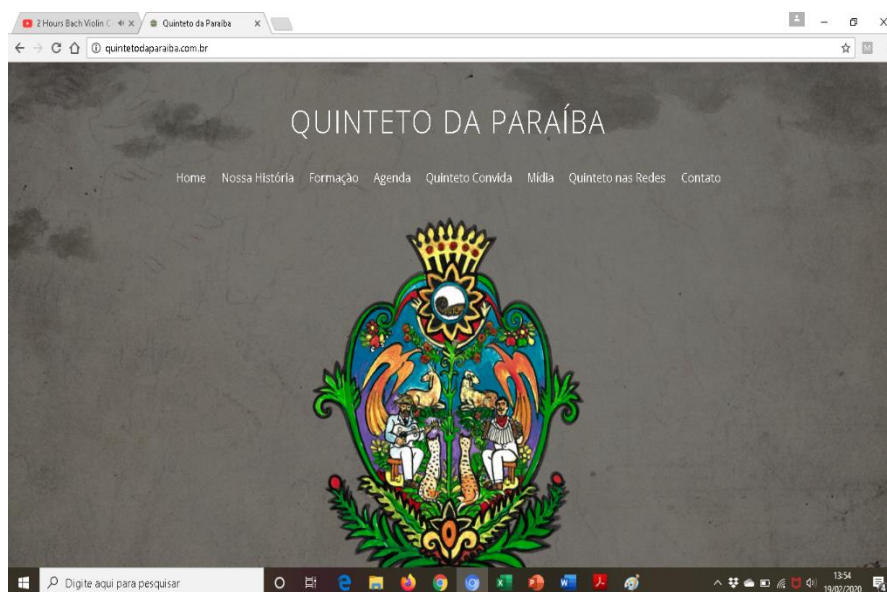 2 Hours Bach Violin C
Quinteto da Paraíba
quintetodaparaiba.com.br
QUINTETO DA PARAÍBA
Home Nossa História Formação Agenda Quinteto Convida Mídia Quinteto nas Redes Contato
Digite aqui para pesquisar
13:54
19/02/2020